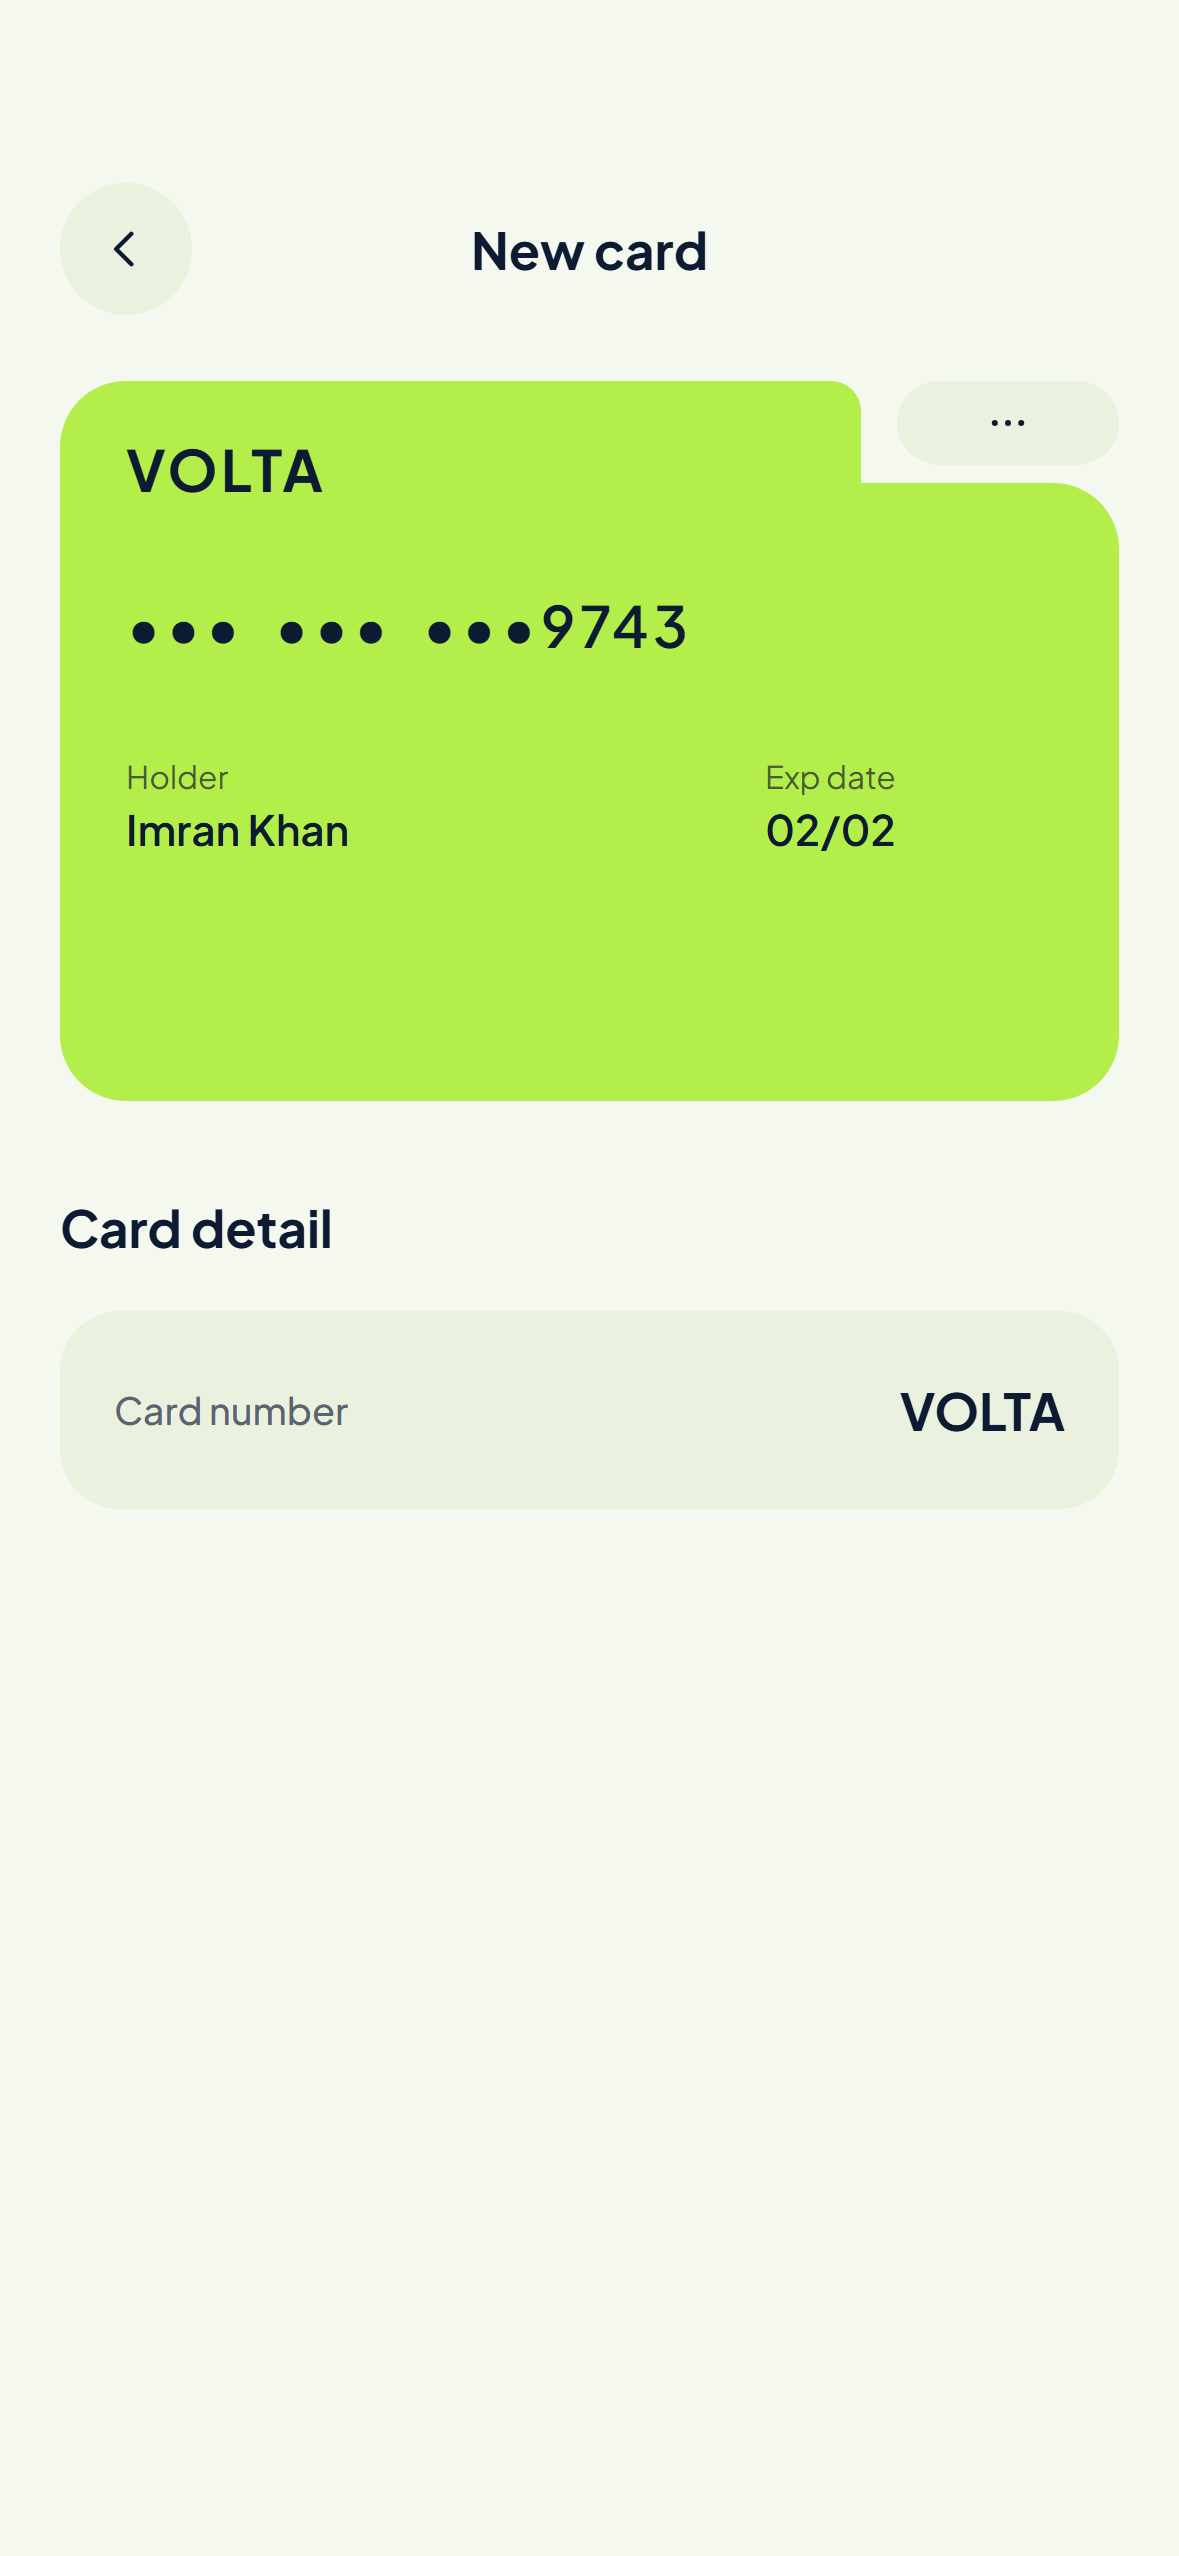 New card
...
VOLTA
••• ••• •••9743
Holder
Exp date
Imran Khan
02/02
Card detail
Card number
VOLTA